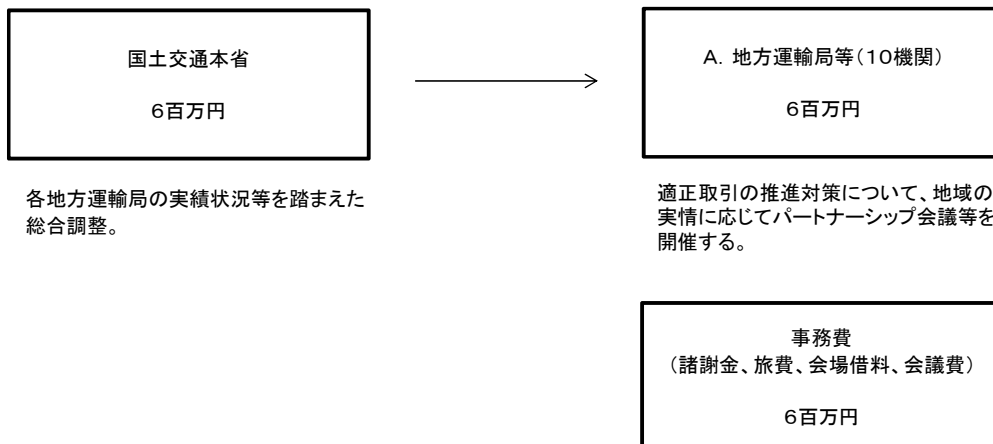 国土交通本省
6百万円
各地方運輸局の実績状況等を踏まえた
総合調整。
A．地方運輸局等（10機関）
6百万円
適正取引の推進対策について、地域の
実情に応じてパートナーシップ会議等を
開催する。
事務費
（諸謝金、旅費、会場借料、会議費）
6百万円